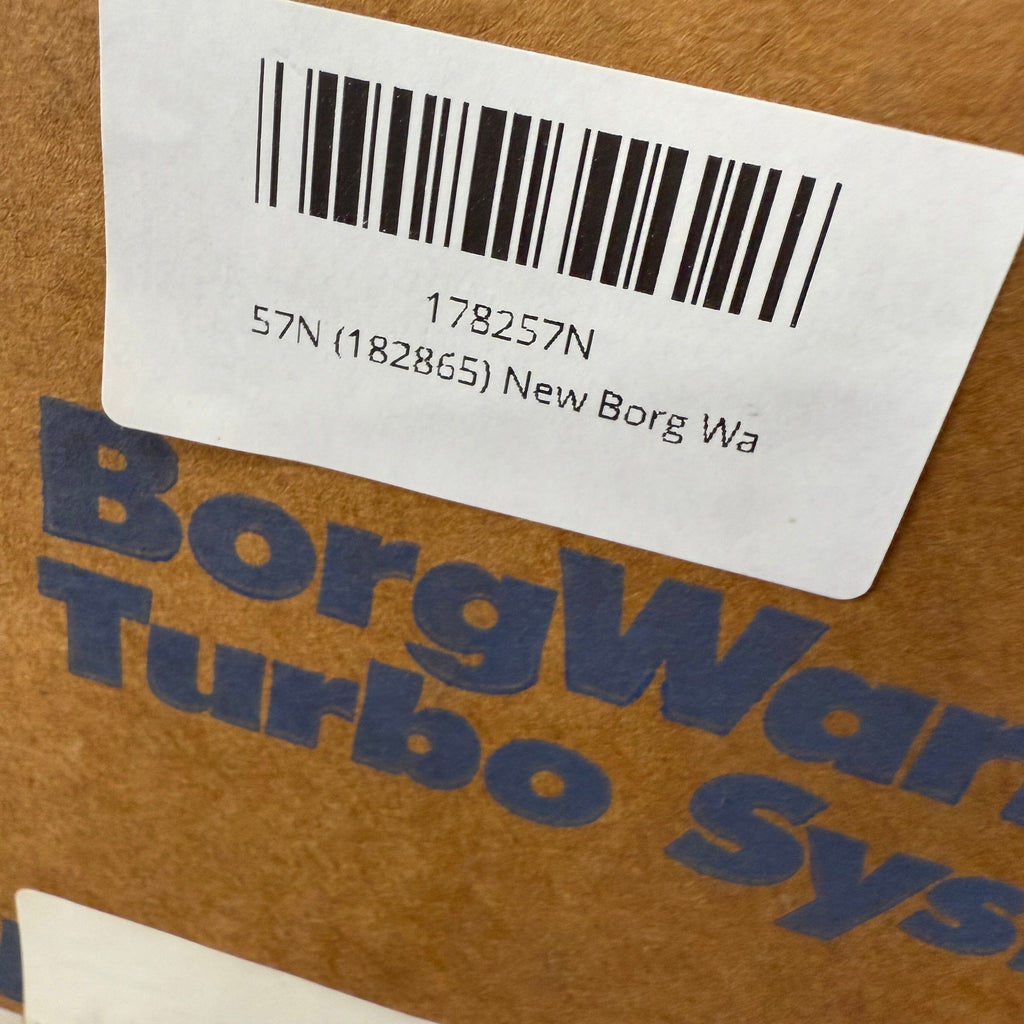 178257N
57N (182865) New Borg Wa
BorgWar
Turbo Sys